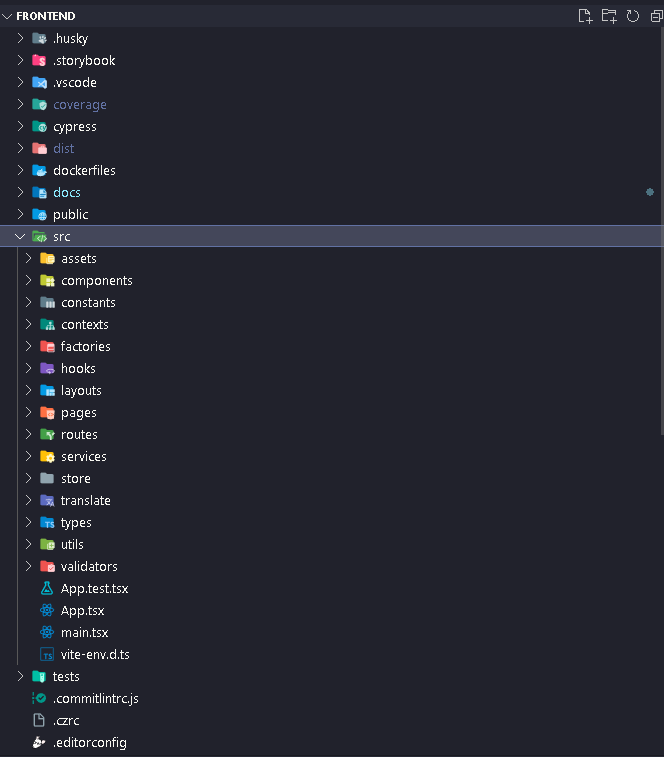 FRONTEND
.husky
.storybook
.vscode
coverage
cypress
dist
dockerfiles
docs
public
src
assets
components
constants
contexts
factories
hooks
layouts
pages
routes
services
store
translate
types
utils
validators
App.test.tsx
App.tsx
main.tsx
vite-env.d.ts
tests
.commitlintrc.js
.czrc
.editorconfig